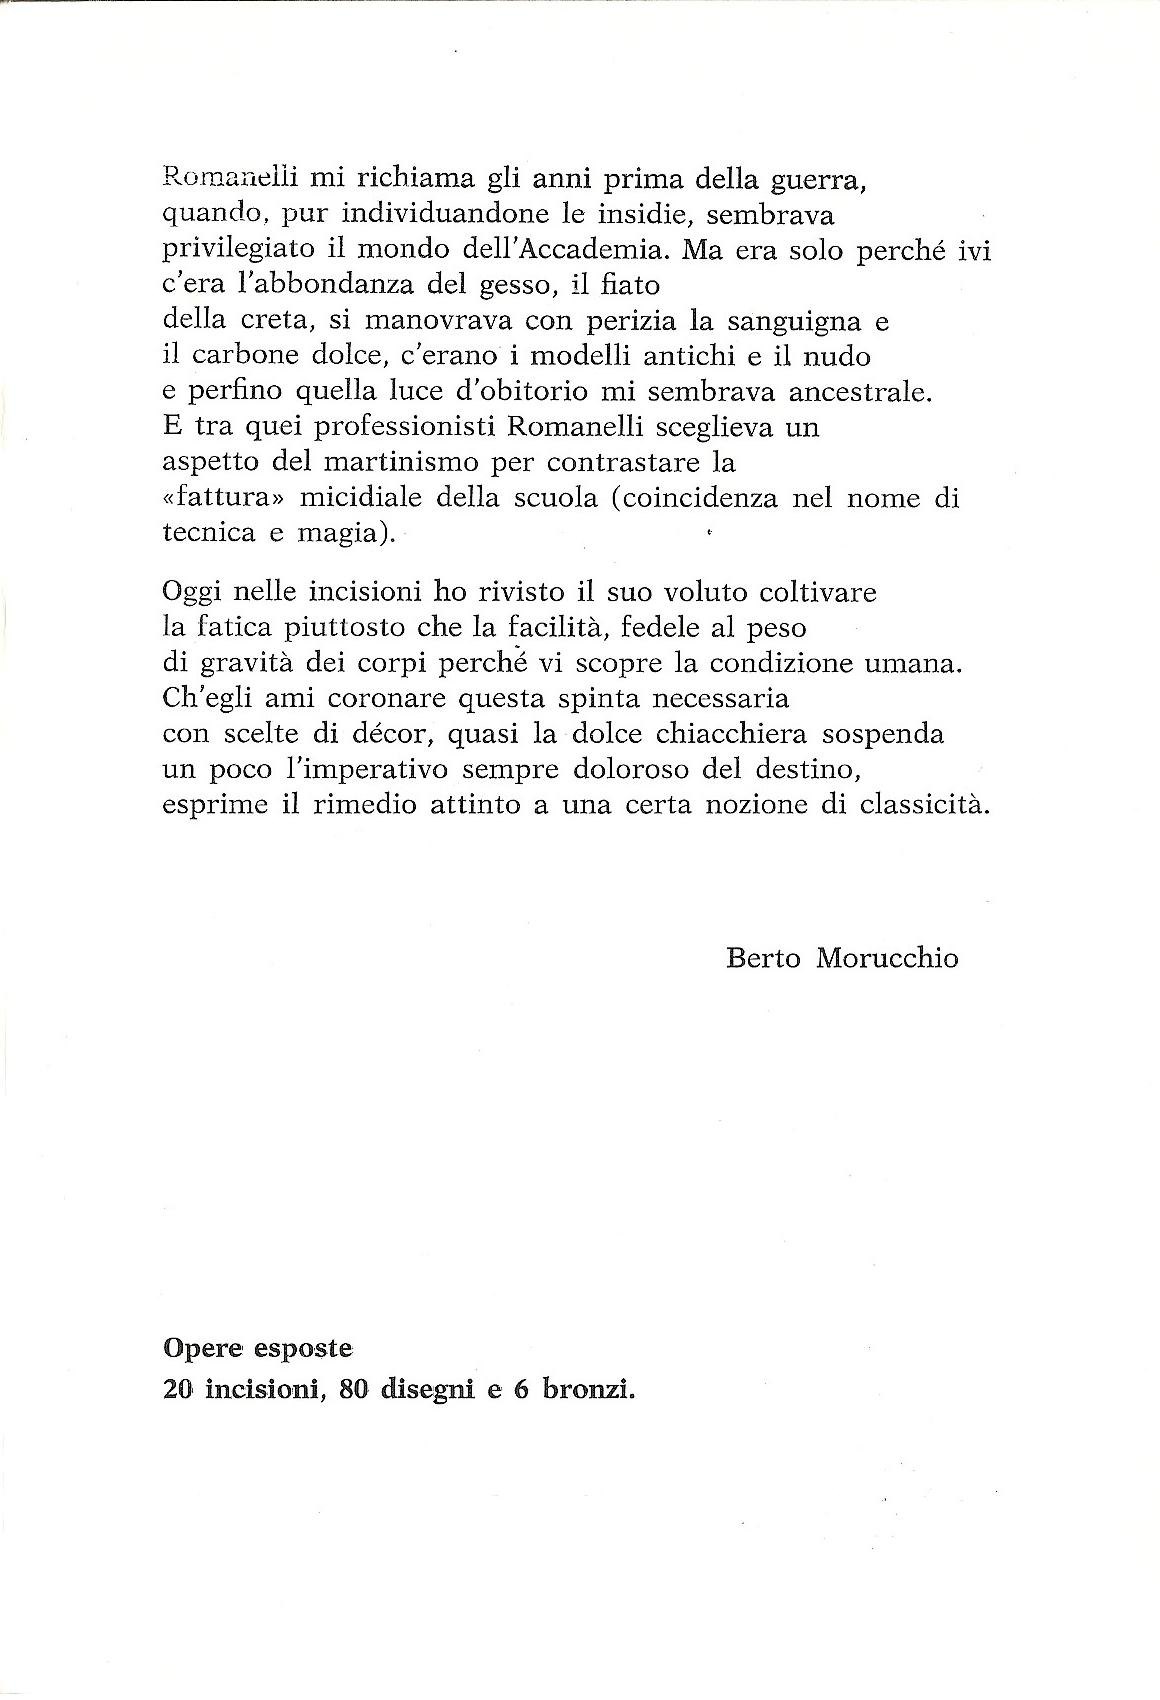 Romanelli mi richiama gli anni prima della guerra,
quando, pur individuandone le insidie, sembrava
privilegiato il mondo dell'Accademia. Ma era solo perché ivi
c'era l'abbondanza del gesso, il fiato
della creta, si manovrava con perizia la sanguigna e
il carbone dolce, c'erano i modelli antichi e il nudo
e perfino quella luce d'obitorio mi sembrava ancestrale.
E tra quei professionisti Romanelli sceglieva un
aspetto del martinismo per contrastare la
«fattura» micidiale della scuola (coincidenza nel nome di
tecnica e magia).
Oggi nelle incisioni ho rivisto il suo voluto coltivare
la fatica piuttosto che la facilità, fedele al peso
di gravità dei corpi perché vi scopre la condizione umana.
Ch'egli ami coronare questa spinta necessaria
con scelte di décor, quasi la dolce chiacchiera sospenda
un poco l'imperativo sempre doloroso del destino,
esprime il rimedio attinto a una certa nozione di classicità.
Berto Morucchio
Opere esposte
20 incisioni, 80 disegni e 6 bronzi.